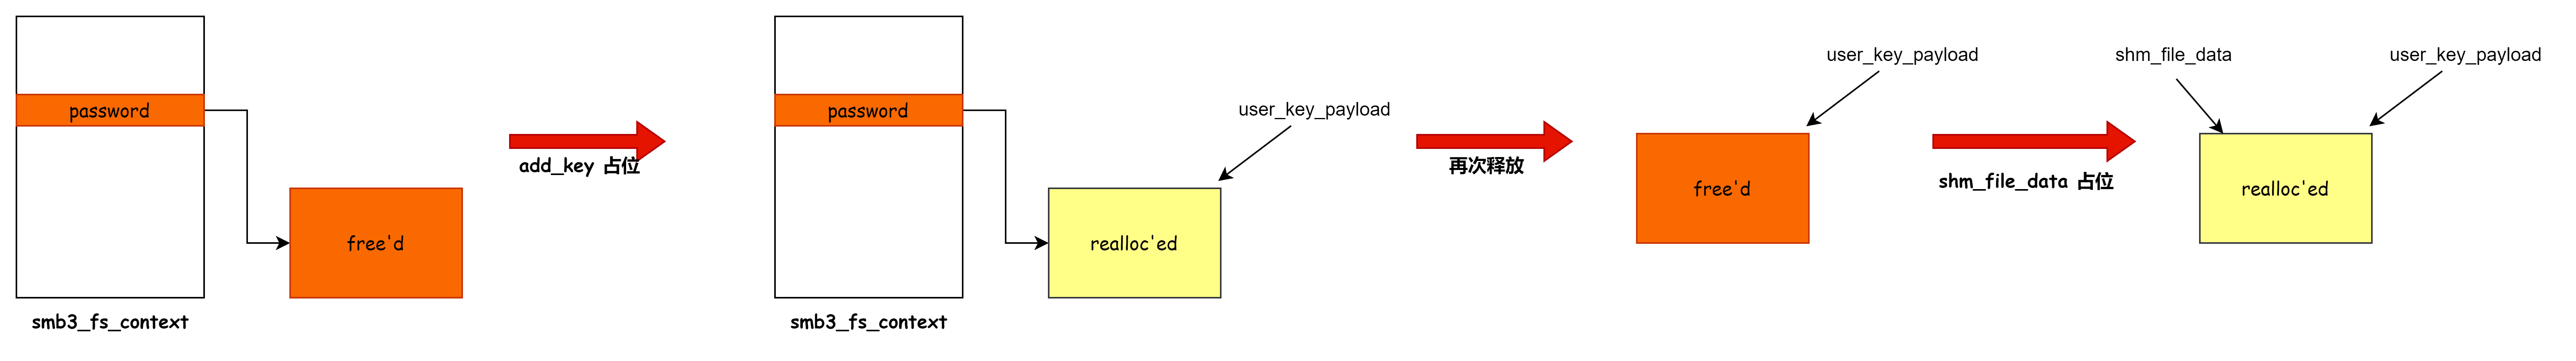 password
free'd
smb3_fs_context
add_key 占位
password
user_key_payload
realloc'ed
smb3_fs_context
再次释放
user_key_payload
free'd
shm_file_data 占位
shm_file_data
user_key_payload
realloc'ed